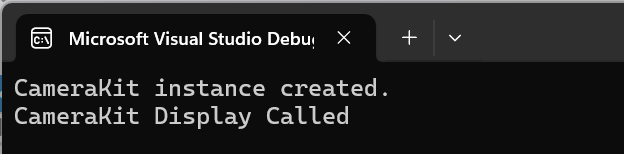 Microsoft Visual Studio Debu
CameraKit instance created.
CameraKit Display Called